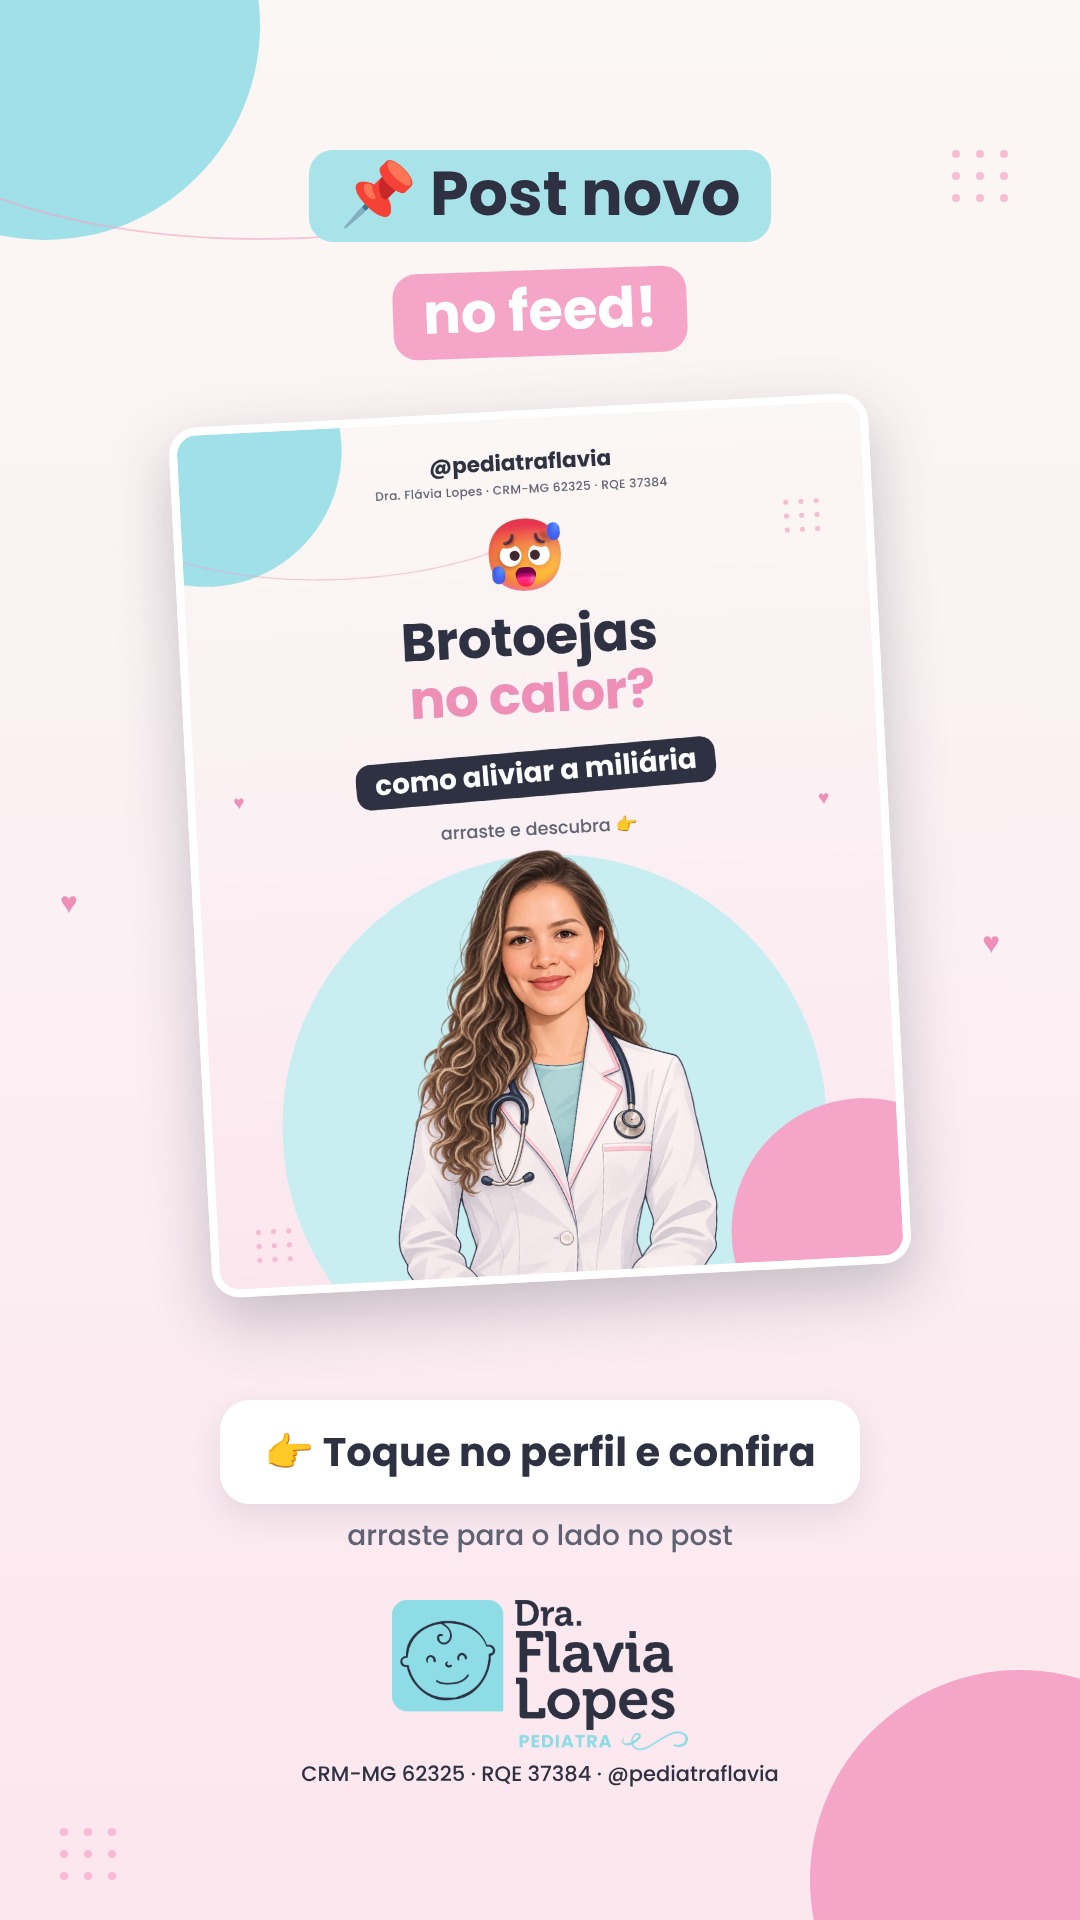 📌 Post novo
no feed!
@pediatraflavia
Dra. Flávia Lopes · CRM-MG 62325 · RQE 37384
Brotoejas
no calor?
como aliviar a miliária
arraste e descubra 👉
👉 Toque no perfil e confira
arraste para o lado no post
Dra.
Flavia
Lopes
PEDIATRA
CRM-MG 62325 · RQE 37384 · @pediatraflavia